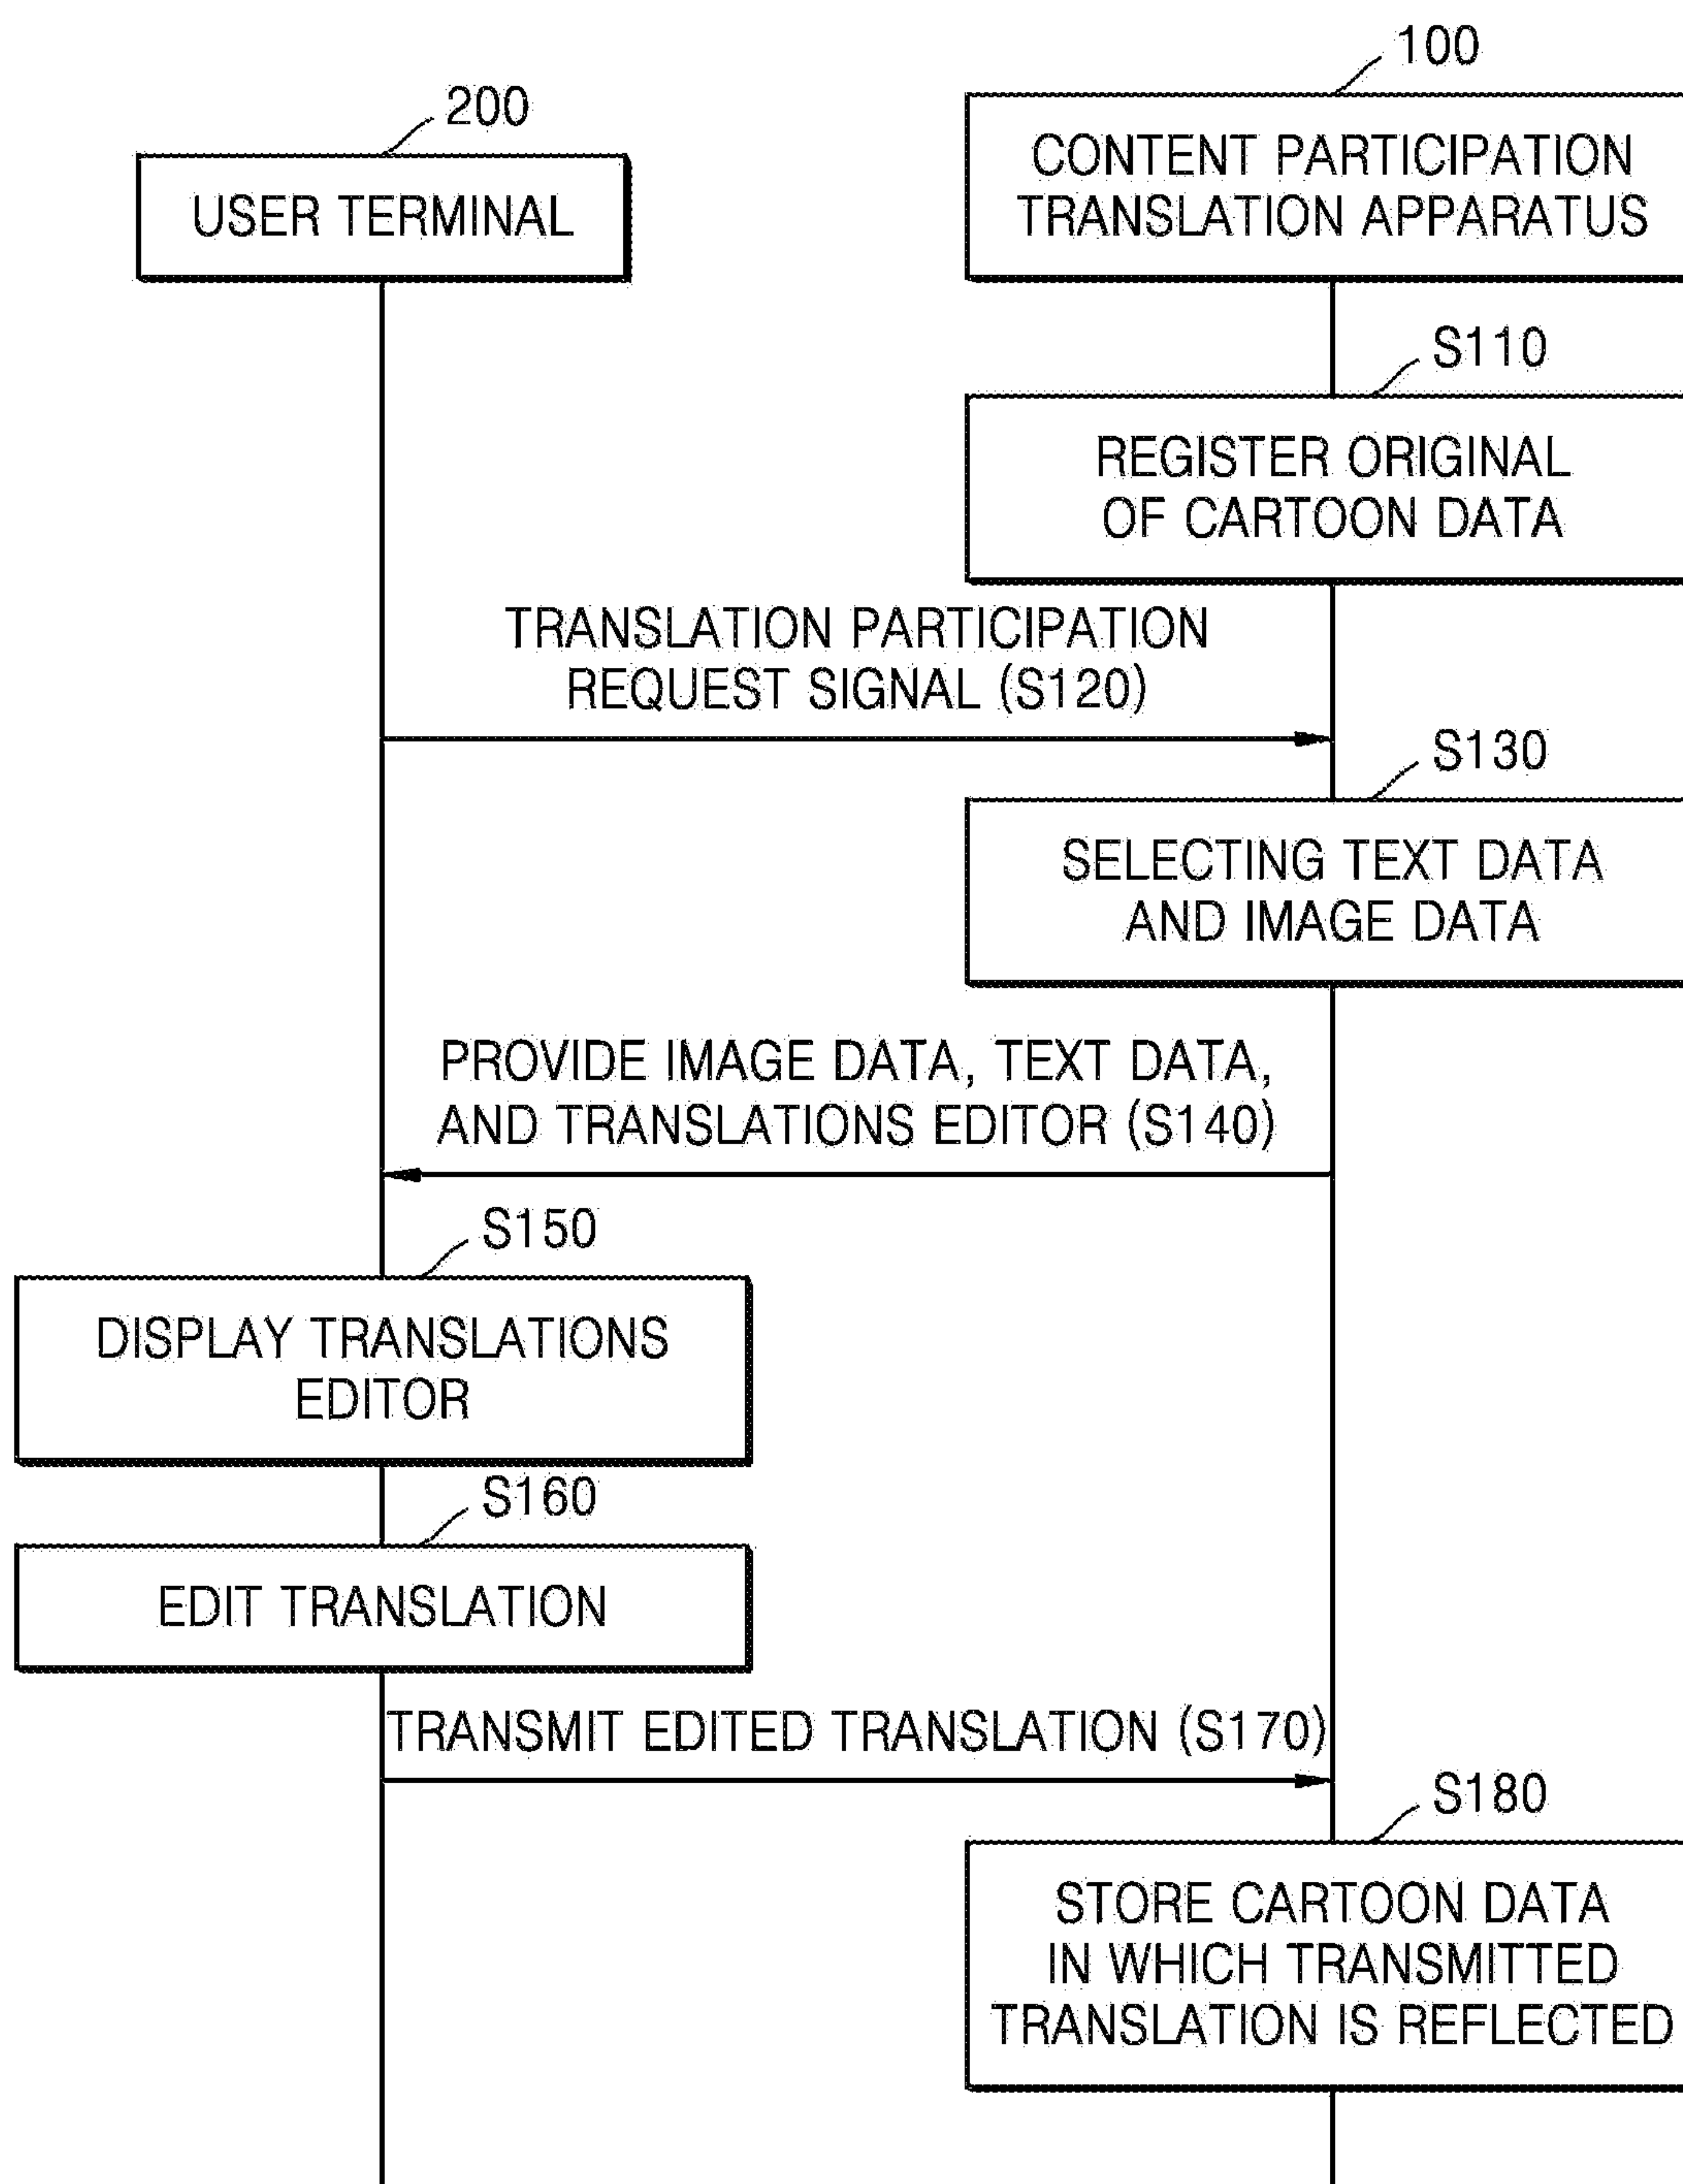 100
200
CONTENT PARTICIPATION
TRANSLATION APPARATUS
USER TERMINAL
S110
REGISTER ORIGINAL
OF CARTOON DATA
TRANSLATION PARTICIPATION
REQUEST SIGNAL (S120)
S130
SELECTING TEXT DATA
AND IMAGE DATA
PROVIDE IMAGE DATA, TEXT DATA,
AND TRANSLATIONS EDITOR (S140)
S150
DISPLAY TRANSLATIONS
EDITOR
S160
EDIT TRANSLATION
TRANSMIT EDITED TRANSLATION (S170)
S180
STORE CARTOON DATA
IN WHICH TRANSMITTED
TRANSLATION IS REFLECTED